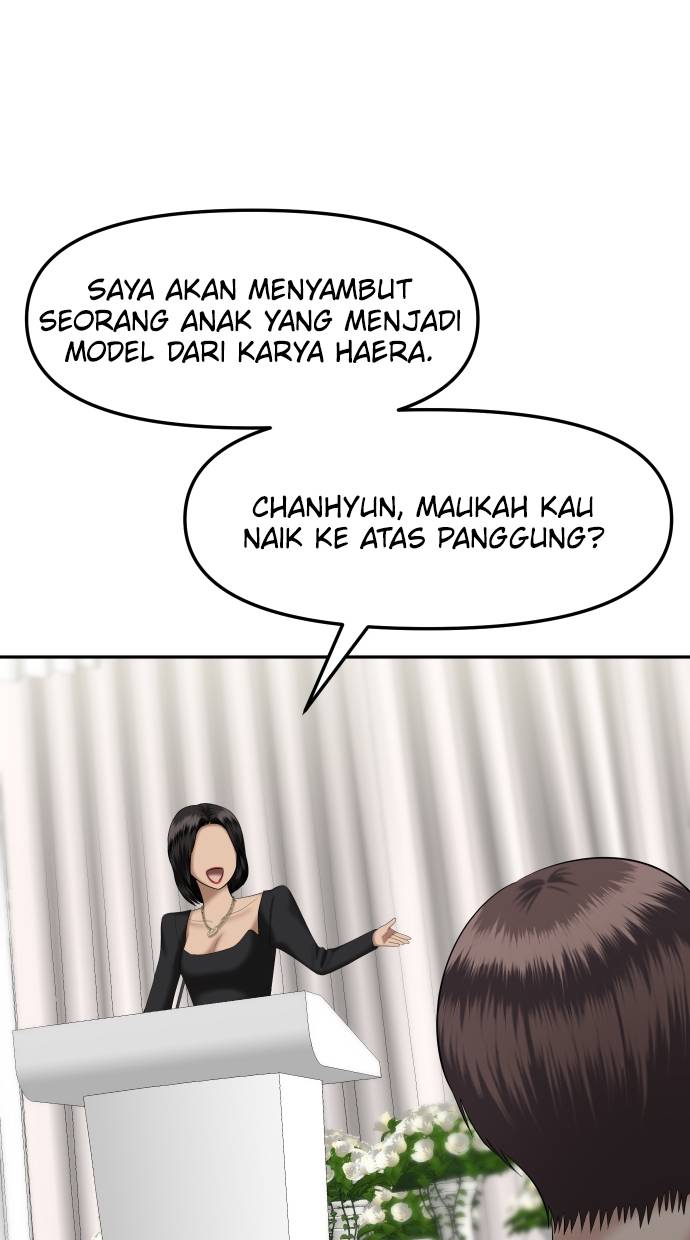 SAYA AKAN MENYAMBUT
SEORANG ANAK YANG MENJADI
MODEL DARI KARYA HAERA.
CHANHYUN, MAUKAH KAU
NAIK KE ATAS PANGGUNG?